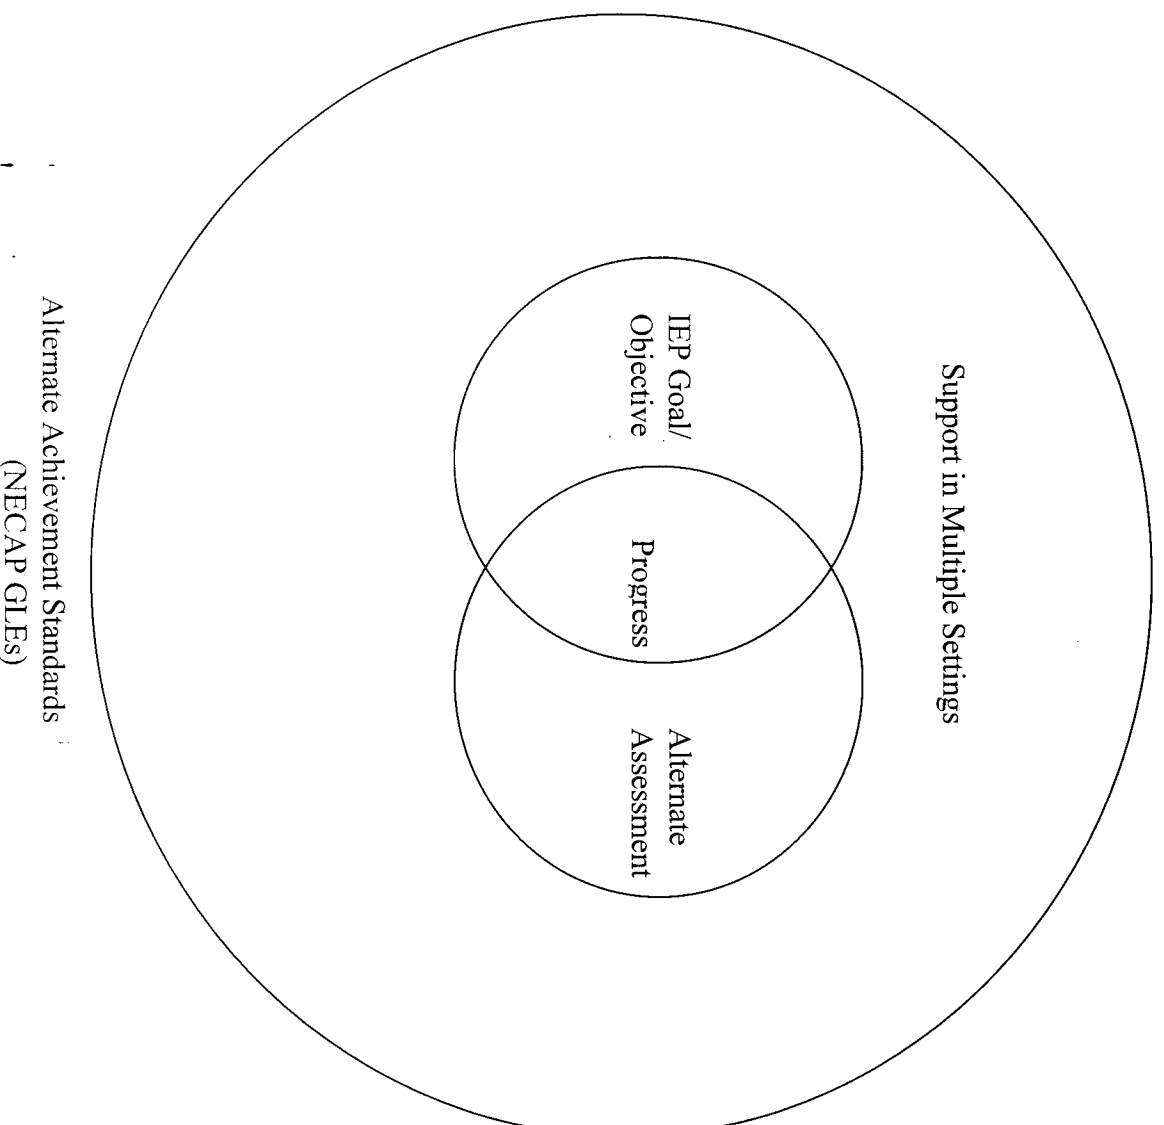 Support in Multiple Settings
IEP Goal/
Objective
Progress
Alternate
Assessment
Alternate Achievement Standards
(NECAP GLEs)